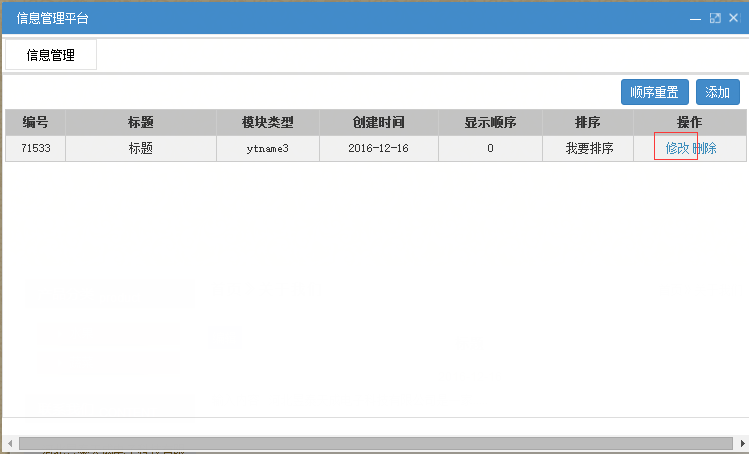 信息管理平台
信息管理
顺序重置 添加
编号 标题 模块类型 创建时间 显示顺序 排序 操作
71533 标题 ytname3 2016-12-16 0 我要排序 修改 删除